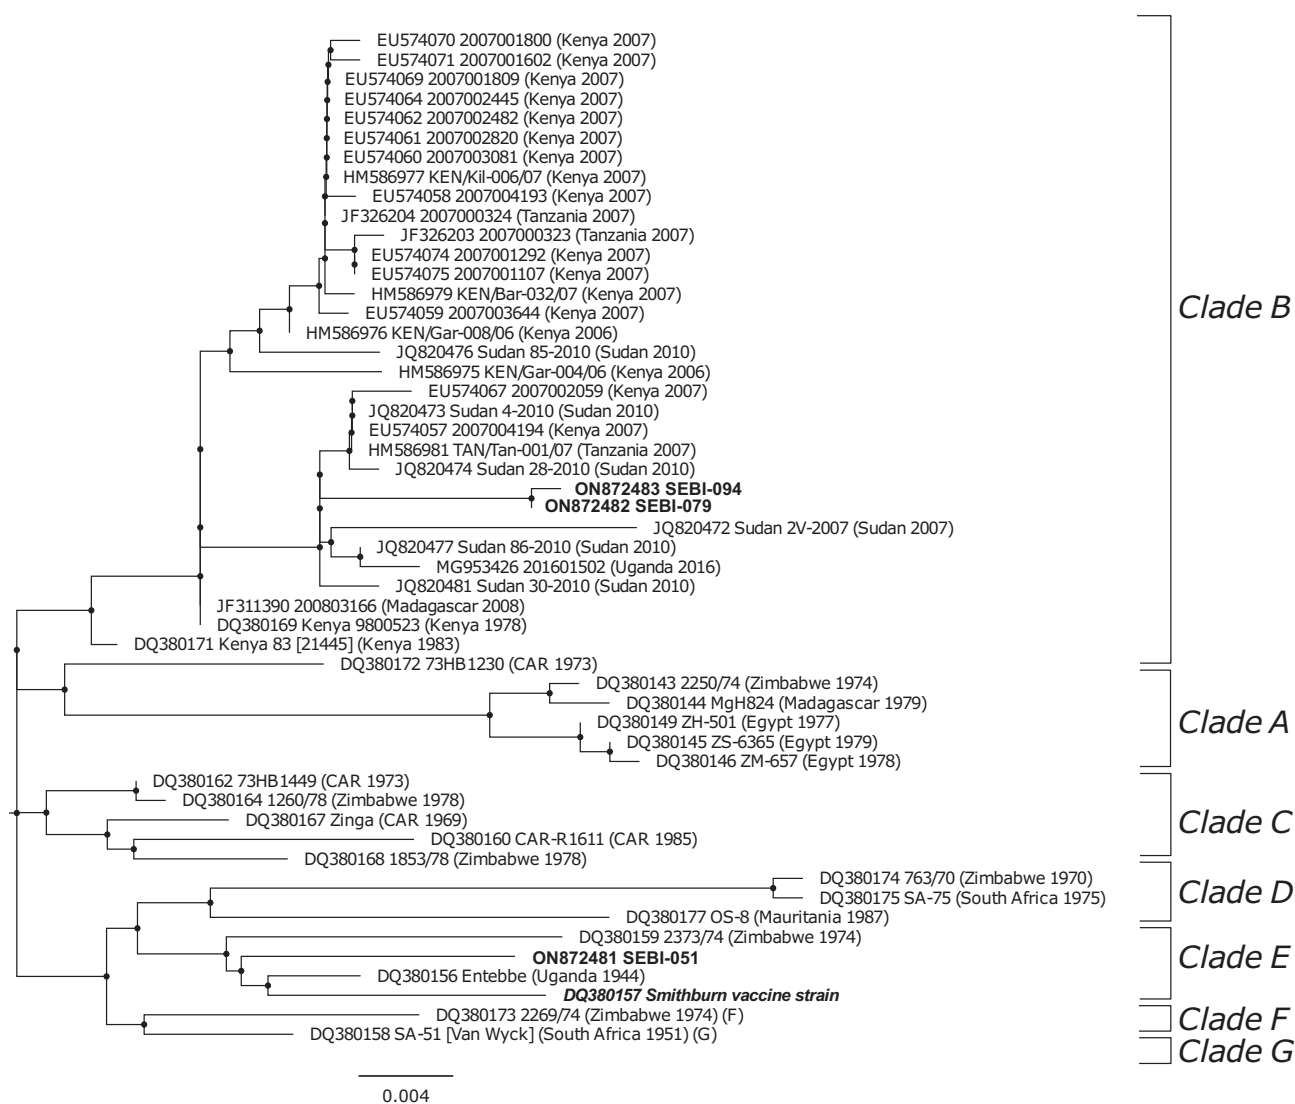 EU574070 2007001800 (Kenya 2007)
EU574071 2007001602 (Kenya 2007)
EU574069 2007001809 (Kenya 2007)
EU574064 2007002445 (Kenya 2007)
EU574062 2007002482 (Kenya 2007)
EU574061 2007002820 (Kenya 2007)
EU574060 2007003081 (Kenya 2007)
HM586977 KEN/Kil-006/07 (Kenya 2007)
EU574058 2007004193 (Kenya 2007)
JF326204 2007000324 (Tanzania 2007)
JF326203 2007000323 (Tanzania 2007)
EU574074 2007001292 (Kenya 2007)
EU574075 2007001107 (Kenya 2007)
HM586979 KEN/Bar-032/07 (Kenya 2007)
EU574059 2007003644 (Kenya 2007)
HM586976 KEN/Gar-008/06 (Kenya 2006)
JQ820476 Sudan 85-2010 (Sudan 2010)
HM586975 KEN/Gar-004/06 (Kenya 2006)
EU574067 2007002059 (Kenya 2007)
JQ820473 Sudan 4-2010 (Sudan 2010)
EU574057 2007004194 (Kenya 2007)
HM586981 TAN/Tan-001/07 (Tanzania 2007)
JQ820474 Sudan 28-2010 (Sudan 2010)
ON872483 SEBI-094
ON872482 SEBI-079
JQ820472 Sudan 2V-2007 (Sudan 2007)
JQ820477 Sudan 86-2010 (Sudan 2010)
MG953426 201601502 (Uganda 2016)
JQ820481 Sudan 30-2010 (Sudan 2010)
JF311390 200803166 (Madagascar 2008)
DQ380169 Kenya 9800523 (Kenya 1978)
DQ380171 Kenya 83 [21445] (Kenya 1983)
Clade B
DQ380172 73HB1230 (CAR 1973)
DQ380143 2250/74 (Zimbabwe 1974)
DQ380144 MgH824 (Madagascar 1979)
DQ380149 ZH-501 (Egypt 1977)
DQ380145 ZS-6365 (Egypt 1979)
DQ380146 ZM-657 (Egypt 1978)
Clade A
DQ380162 73HB1449 (CAR 1973)
DQ380164 1260/78 (Zimbabwe 1978)
DQ380167 Zinga (CAR 1969)
DQ380160 CAR-R1611 (CAR 1985)
DQ380168 1853/78 (Zimbabwe 1978)
Clade C
DQ380174 763/70 (Zimbabwe 1970)
DQ380175 SA-75 (South Africa 1975)
DQ380177 OS-8 (Mauritania 1987)
Clade D
DQ380159 2373/74 (Zimbabwe 1974)
ON872481 SEBI-051
DQ380156 Entebbe (Uganda 1944)
DQ380157 Smithburn vaccine strain
Clade E
DQ380173 2269/74 (Zimbabwe 1974) (F)
Clade F
DQ380158 SA-51 [Van Wyck] (South Africa 1951) (G)
Clade G
0.004